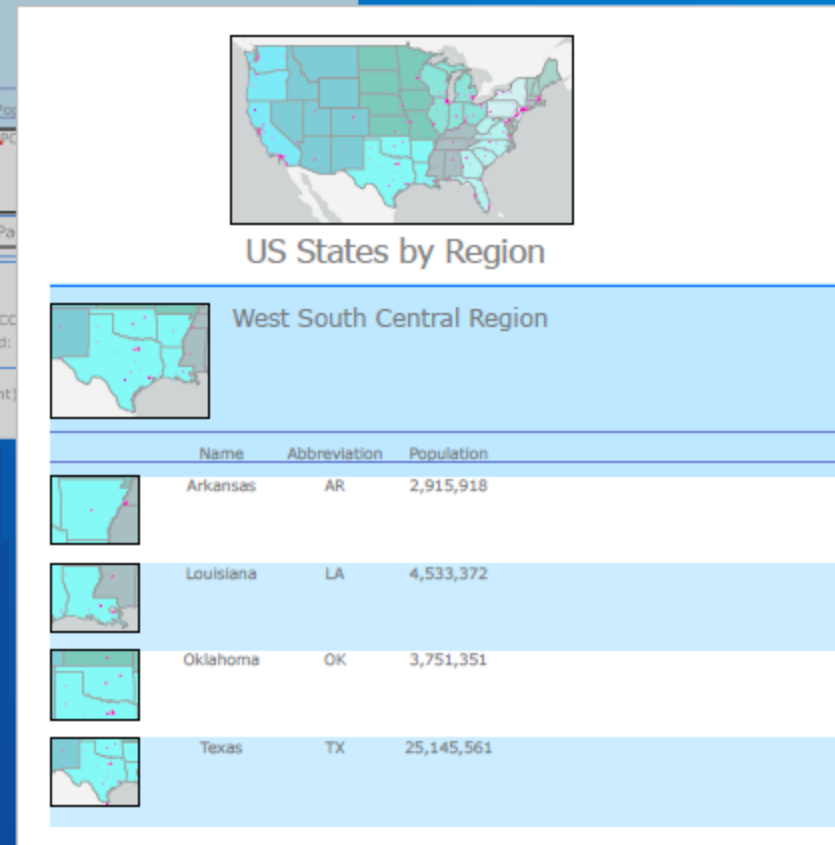 US States by Region
West South Central Region
Name Abbreviation Population
Arkansas AR 2,915,918
Louisiana LA 4,533,372
Oklahoma OK 3,751,351
Texas TX 25,145,561